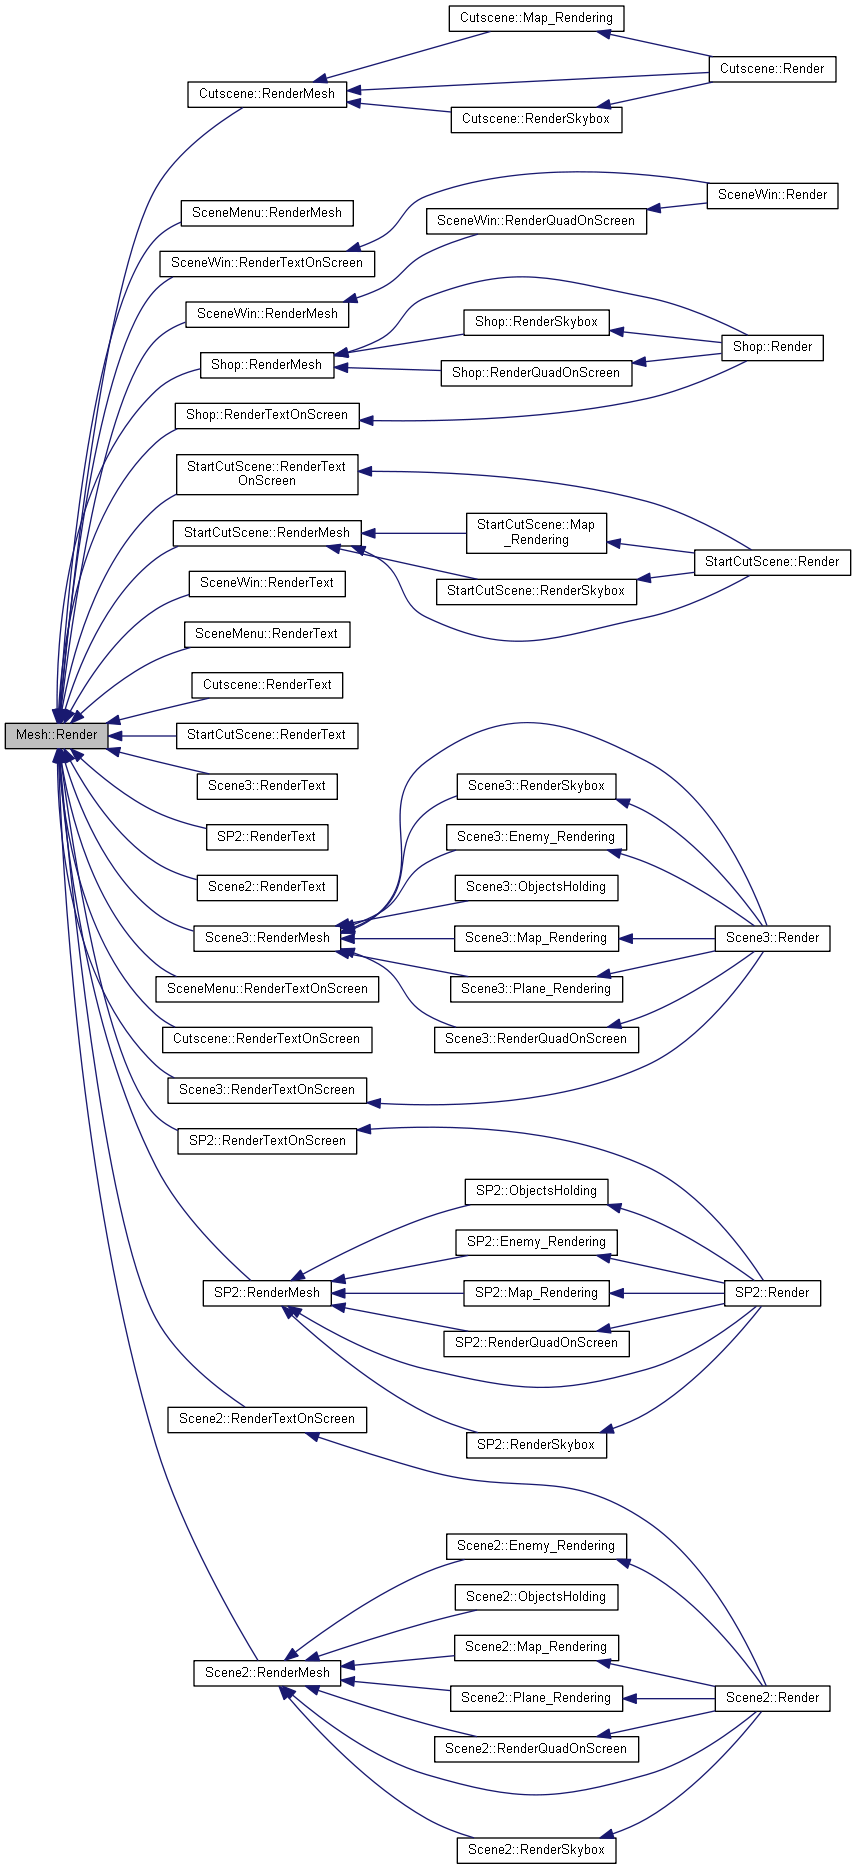 Cutscene::Map_Rendering
Cutscene::Render
Cutscene::RenderMesh
Cutscene::RenderSkybox
SceneWin::Render
SceneMenu::RenderMesh
SceneWin::RenderQuadOnScreen
SceneWin::RenderTextOnScreen
SceneWin::RenderMesh
Shop::RenderSkybox
Shop::Render
Shop::RenderMesh
Shop::RenderQuadOnScreen
Shop::RenderTextOnScreen
StartCutScene::RenderText
OnScreen
StartCutScene::RenderMesh
StartCutScene::Map
_Rendering
StartCutScene::Render
SceneWin::RenderText
StartCutScene::RenderSkybox
SceneMenu::RenderText
Cutscene::RenderText
Mesh::Render
StartCutScene::RenderText
Scene3::RenderText
Scene3::RenderSkybox
SP2::RenderText
Scene3::Enemy_Rendering
Scene2::RenderText
Scene3::ObjectsHolding
Scene3::RenderMesh
Scene3::Map_Rendering
Scene3::Render
SceneMenu::RenderTextOnScreen
Scene3::Plane_Rendering
Cutscene::RenderTextOnScreen
Scene3::RenderQuadOnScreen
Scene3::RenderTextOnScreen
SP2::RenderTextOnScreen
SP2::ObjectsHolding
SP2::Enemy_Rendering
SP2::RenderMesh
SP2::Map_Rendering
SP2::Render
SP2::RenderQuadOnScreen
Scene2::RenderTextOnScreen
SP2::RenderSkybox
Scene2::Enemy_Rendering
Scene2::ObjectsHolding
Scene2::Map_Rendering
Scene2::RenderMesh
Scene2::Plane_Rendering
Scene2::Render
Scene2::RenderQuadOnScreen
Scene2::RenderSkybox